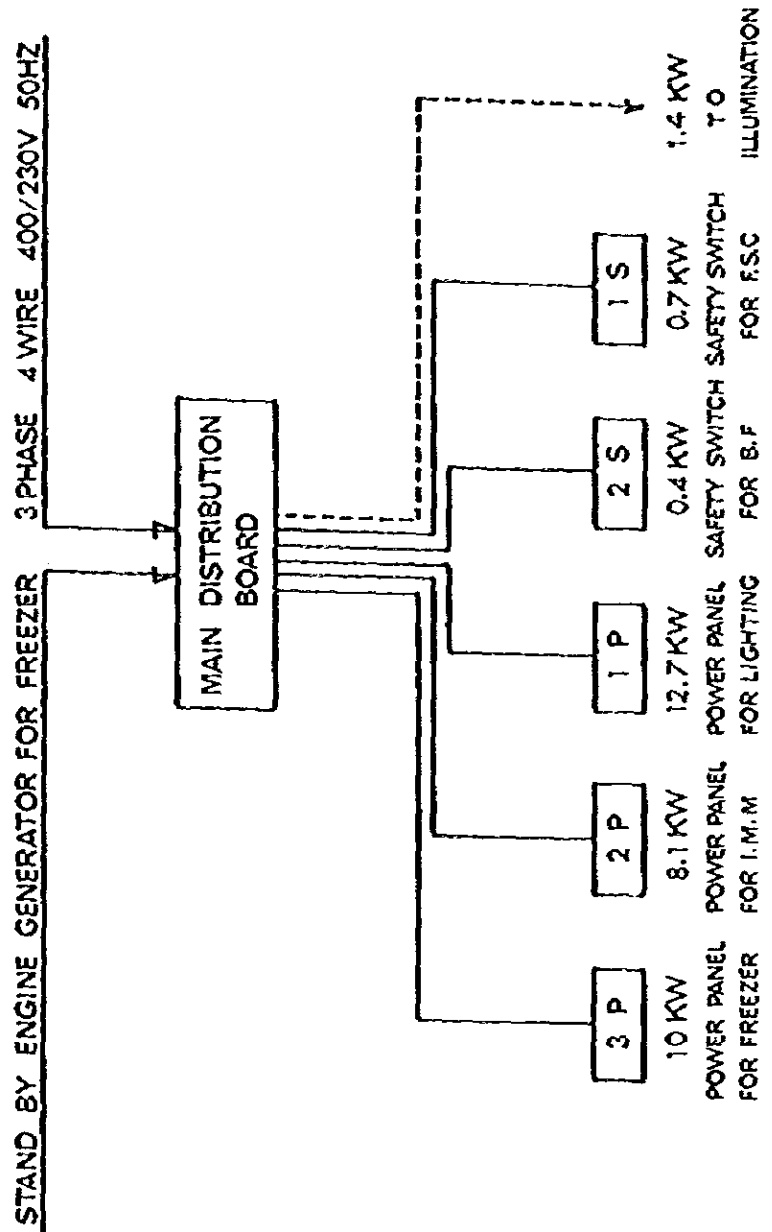 STAND BY ENGINE GENERATOR FOR FREEZER
3 PHASE 4 WIRE 400/230V 50HZ
MAIN DISTRIBUTION
BOARD
3 P
10 KW
POWER PANEL
FOR FREEZER
2 P
8.1 KW
POWER PANEL
FOR I.M.M
1 P
12.7 KW
POWER PANEL
FOR LIGHTING
2 S
0.4 KW
SAFETY SWITCH
FOR B.F
1 S
0.7 KW
SAFETY SWITCH
FOR F.S.C
1.4 KW
TO
ILLUMINATION